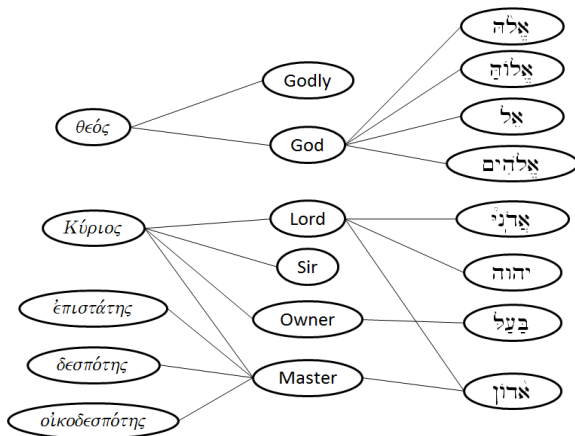 θεός
Κύριος
ἐπιστάτης
δεσπότης
οἰκοδεσπότης
Godly
God
Lord
Sir
Owner
Master
אֱלֹהּ
אֱלוֹהַּ
אֵל
אֱלֹהִים
אֲדֹנָי
יהוה
בַּעַל
אֹדוֹן